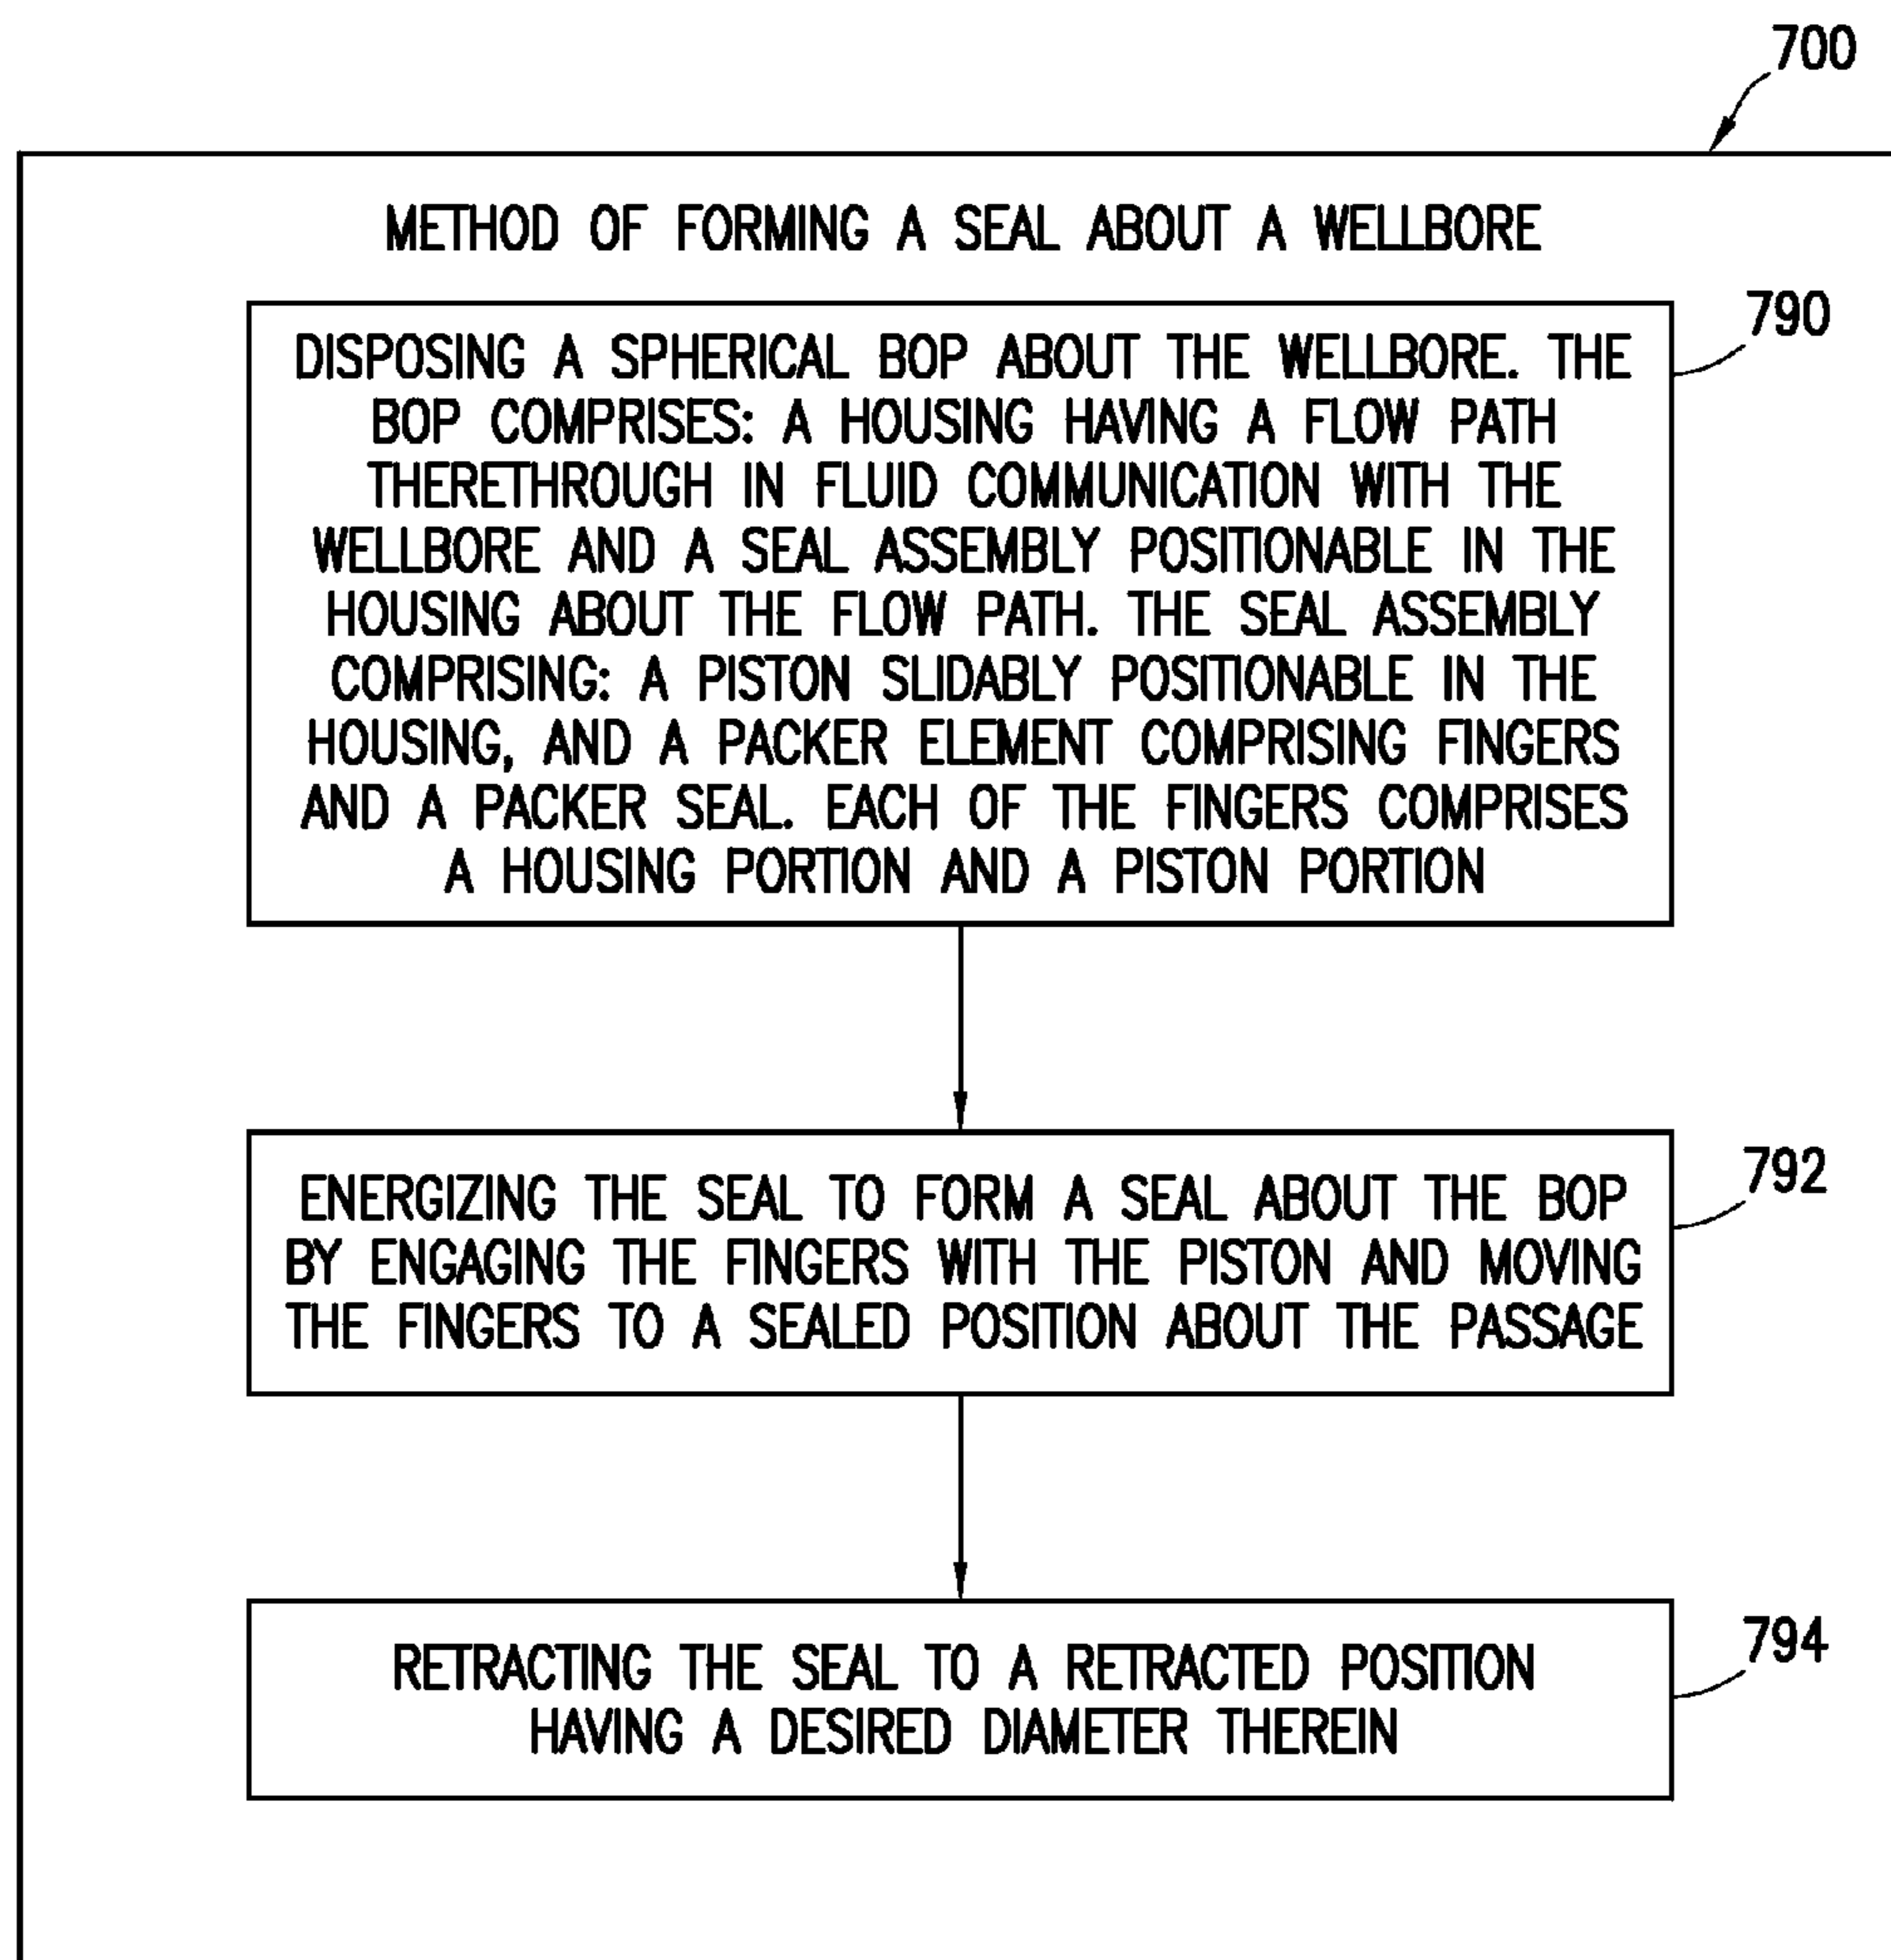 700
METHOD OF FORMING A SEAL ABOUT A WELLBORE
790
DISPOSING A SPHERICAL BOP ABOUT THE WELLBORE. THE
BOP COMPRISES: A HOUSING HAVING A FLOW PATH
THERETHROUGH IN FLUID COMMUNICATION WITH THE
WELLBORE AND A SEAL ASSEMBLY POSITIONABLE IN THE
HOUSING ABOUT THE FLOW PATH. THE SEAL ASSEMBLY
COMPRISING: A PISTON SLIDABLY POSITIONABLE IN THE
HOUSING, AND A PACKER ELEMENT COMPRISING FINGERS
AND A PACKER SEAL. EACH OF THE FINGERS COMPRISES
A HOUSING PORTION AND A PISTON PORTION
792
ENERGIZING THE SEAL TO FORM A SEAL ABOUT THE BOP
BY ENGAGING THE FINGERS WITH THE PISTON AND MOVING
THE FINGERS TO A SEALED POSITION ABOUT THE PASSAGE
794
RETRACTING THE SEAL TO A RETRACTED POSITION
HAVING A DESIRED DIAMETER THEREIN